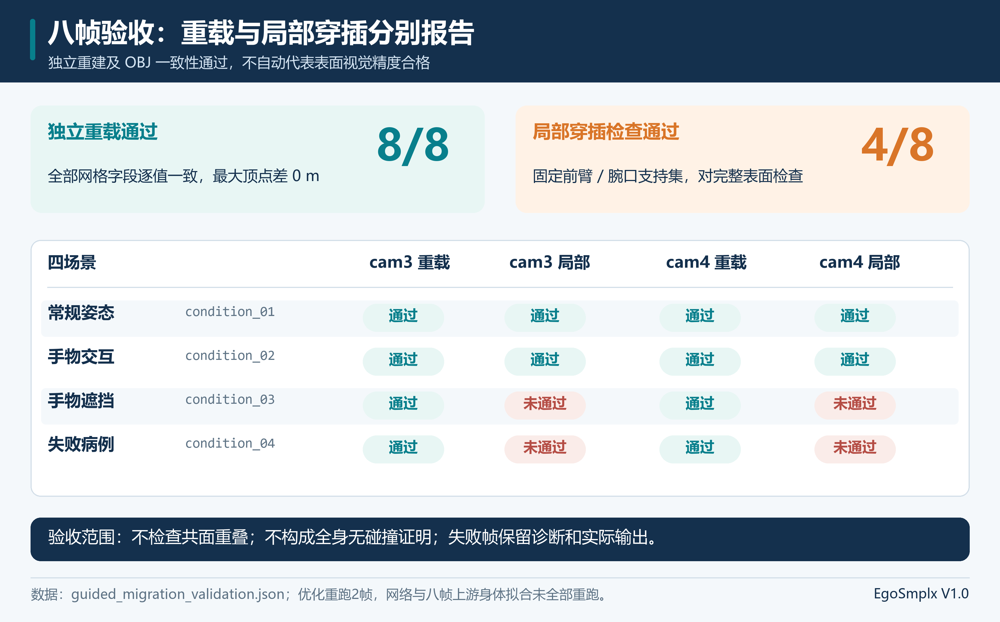 八帧验收：重载与局部穿插分别报告
独立重建及 OBJ 一致性通过，不自动代表表面视觉精度合格
独立重载通过
8/8
全部网格字段逐值一致，最大顶点差 0 m
局部穿插检查通过
4/8
固定前臂 / 腕口支持集，对完整表面检查
四场景 cam3 重载 cam3 局部 cam4 重载 cam4 局部
常规姿态 condition_01 通过 通过 通过 通过
手物交互 condition_02 通过 通过 通过 通过
手物遮挡 condition_03 通过 未通过 通过 未通过
失败病例 condition_04 通过 未通过 通过 未通过
验收范围：不检查共面重叠；不构成全身无碰撞证明；失败帧保留诊断和实际输出。
数据：guided_migration_validation.json；优化重跑2帧，网络与八帧上游身体拟合未全部重跑。
EgoSmplx V1.0